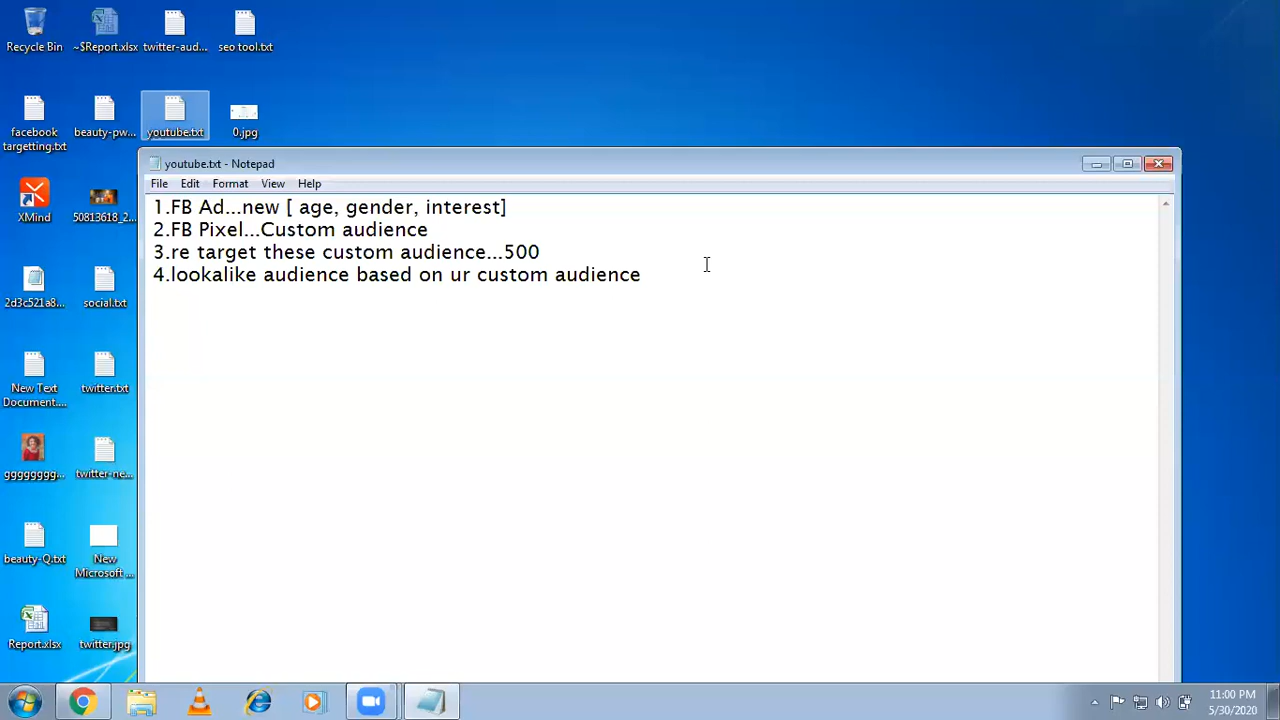 Recycle Bin
~$Report.xlsx
twitter-aud...
seo tool.txt
facebook
targetting.txt
beauty-pw...
youtube.txt
0.jpg
youtube.txt - Notepad
File Edit Format View Help
1.FB Ad...new [ age, gender, interest]
2.FB Pixel...Custom audience
3.re target these custom audience...500
4.lookalike audience based on ur custom audience
XMind
50813618_2...
2d3c521a8...
social.txt
New Text
Document....
twitter.txt
ggggggggg...
twitter-ne...
beauty-Q.txt
New
Microsoft ...
Report.xlsx
twitter.jpg
11:00 PM
5/30/2020